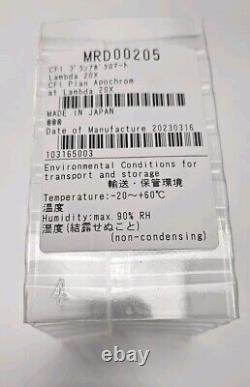 MRD00205
CFI プランアポクロマート
Lambda 20X
CFI Plan Apochrom
at Lambda 20X
MADE IN JAPAN
Date of Manufacture 20230316
103165003
Environmental Conditions for
transport and storage
輸送・保管環境
Temperature:-20～+60℃
温度
Humidity:max. 90% RH
湿度(結露せぬこと)
(non-condensing)